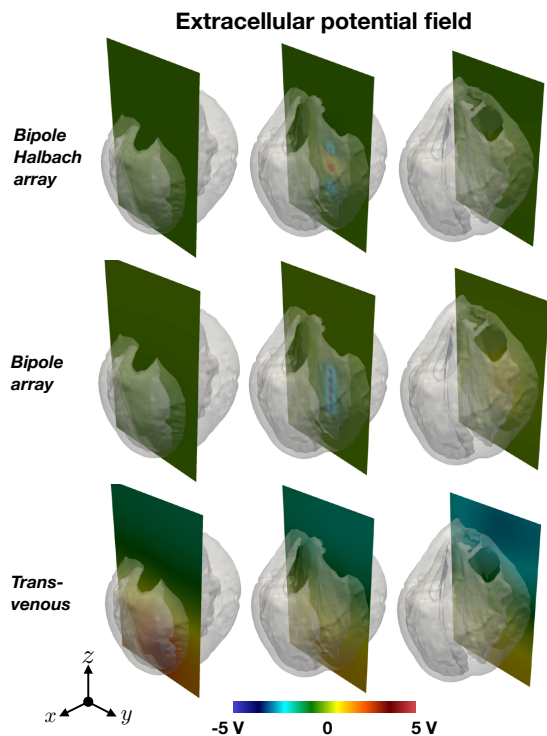 Extracellular potential field
Bipole
Halbach
array
Bipole
array
Trans-
venous
z
x
y
-5 V
0
5 V